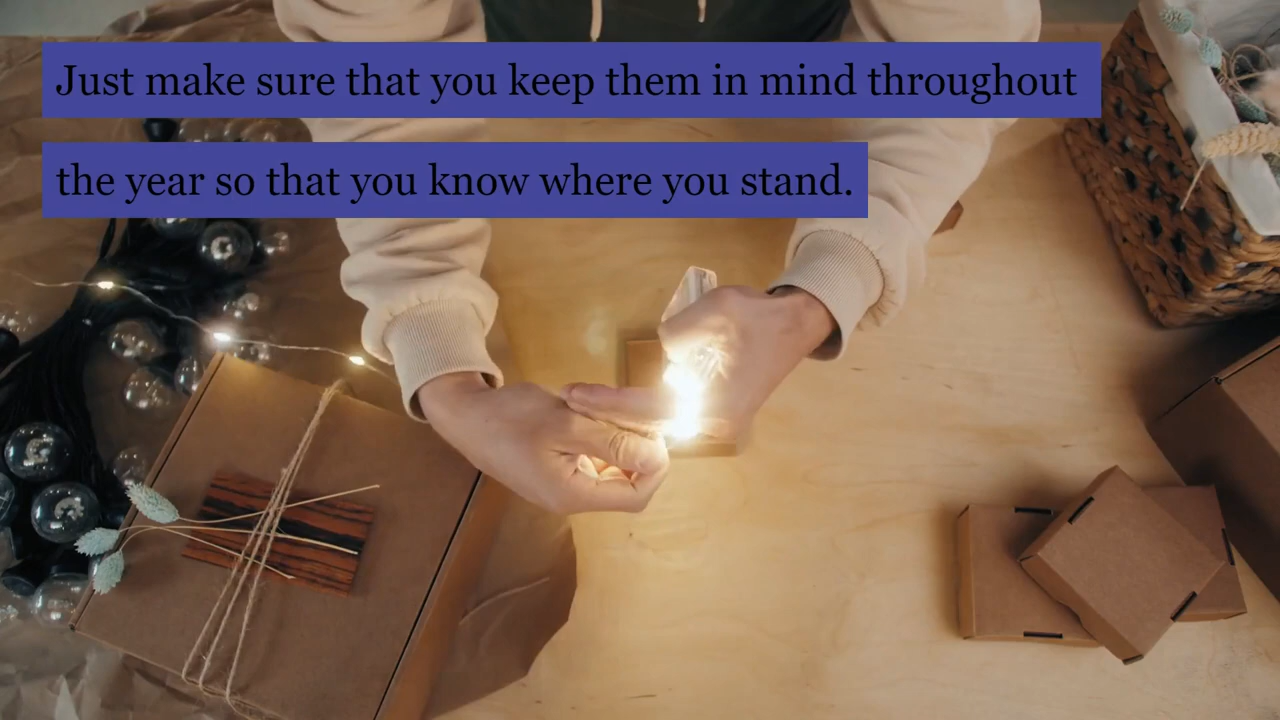 Just make sure that you keep them in mind throughout
the year so that you know where you stand.